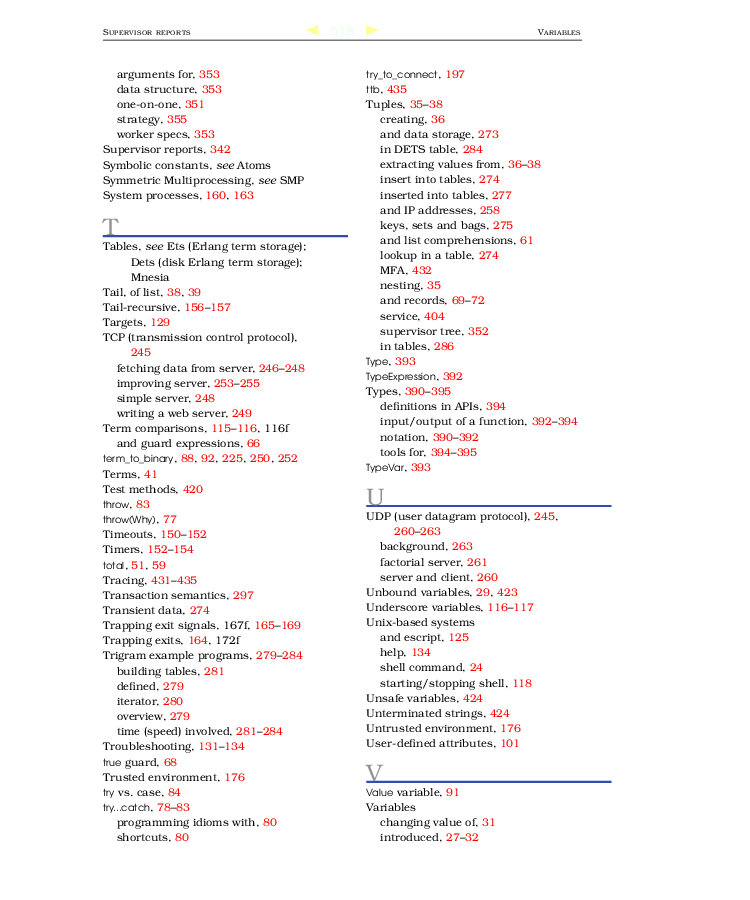 SUPERVISOR REPORTS
VARIABLES
arguments for, 353
data structure, 353
one-on-one, 351
strategy, 355
worker specs, 353
Supervisor reports, 342
Symbolic constants, see Atoms
Symmetric Multiprocessing, see SMP
System processes, 160, 163
T
Tables, see Ets (Erlang term storage);
Dets (disk Erlang term storage);
Mnesia
Tail, of list, 38, 39
Tail-recursive, 156–157
Targets, 129
TCP (transmission control protocol),
245
fetching data from server, 246–248
improving server, 253–255
simple server, 248
writing a web server, 249
Term comparisons, 115–116, 116f
and guard expressions, 66
term_to_binary, 88, 92, 225, 250, 252
Terms, 41
Test methods, 420
throw, 83
throw(Why), 77
Timeouts, 150–152
Timers, 152–154
total, 51, 59
Tracing, 431–435
Transaction semantics, 297
Transient data, 274
Trapping exit signals, 167f, 165–169
Trapping exits, 164, 172f
Trigram example programs, 279–284
building tables, 281
defined, 279
iterator, 280
overview, 279
time (speed) involved, 281–284
Troubleshooting, 131–134
true guard, 68
Trusted environment, 176
try vs. case, 84
try...catch, 78–83
programming idioms with, 80
shortcuts, 80
try_to_connect, 197
ttb, 435
Tuples, 35–38
creating, 36
and data storage, 273
in DETS table, 284
extracting values from, 36–38
insert into tables, 274
inserted into tables, 277
and IP addresses, 258
keys, sets and bags, 275
and list comprehensions, 61
lookup in a table, 274
MFA, 432
nesting, 35
and records, 69–72
service, 404
supervisor tree, 352
in tables, 286
Type, 393
TypeExpression, 392
Types, 390–395
definitions in APIs, 394
input/output of a function, 392–394
notation, 390–392
tools for, 394–395
TypeVar, 393
U
UDP (user datagram protocol), 245,
260–263
background, 263
factorial server, 261
server and client, 260
Unbound variables, 29, 423
Underscore variables, 116–117
Unix-based systems
and escript, 125
help, 134
shell command, 24
starting/stopping shell, 118
Unsafe variables, 424
Unterminated strings, 424
Untrusted environment, 176
User-defined attributes, 101
V
Value variable, 91
Variables
changing value of, 31
introduced, 27–32